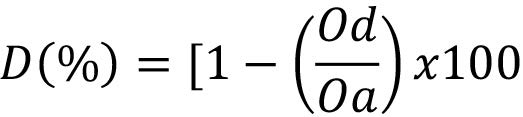 D(%) = [1 − (Od/Oa) x100